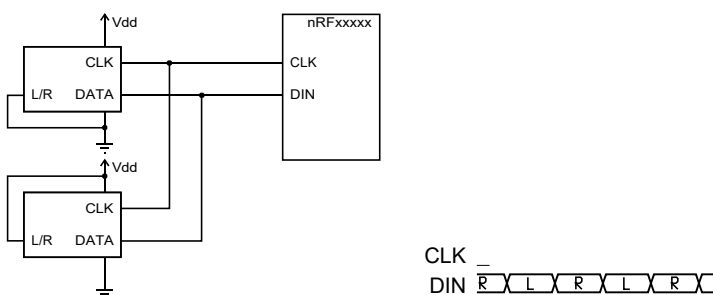 Vdd
nRFxxxxx
CLK
CLK
L/R DATA
DIN
Vdd
CLK
L/R DATA
CLK
DIN R L R L R